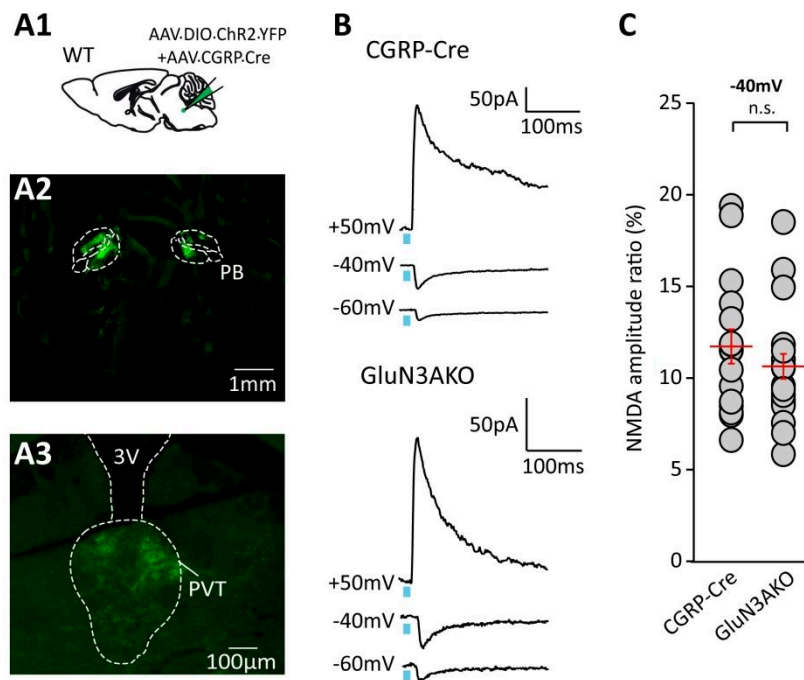 A1
WT
AAV.DIO.ChR2.YFP
+AAV.CGRP-Cre
A2
PB
1mm
A3
3V
PVT
100μm
B
CGRP-Cre
50pA
100ms
+50mV
-40mV
-60mV
GluN3AKO
50pA
100ms
+50mV
-40mV
-60mV
C
-40mV
n.s.
NMDA amplitude ratio (%)
25
20
15
10
5
0
CGRP-Cre
GluN3AKO